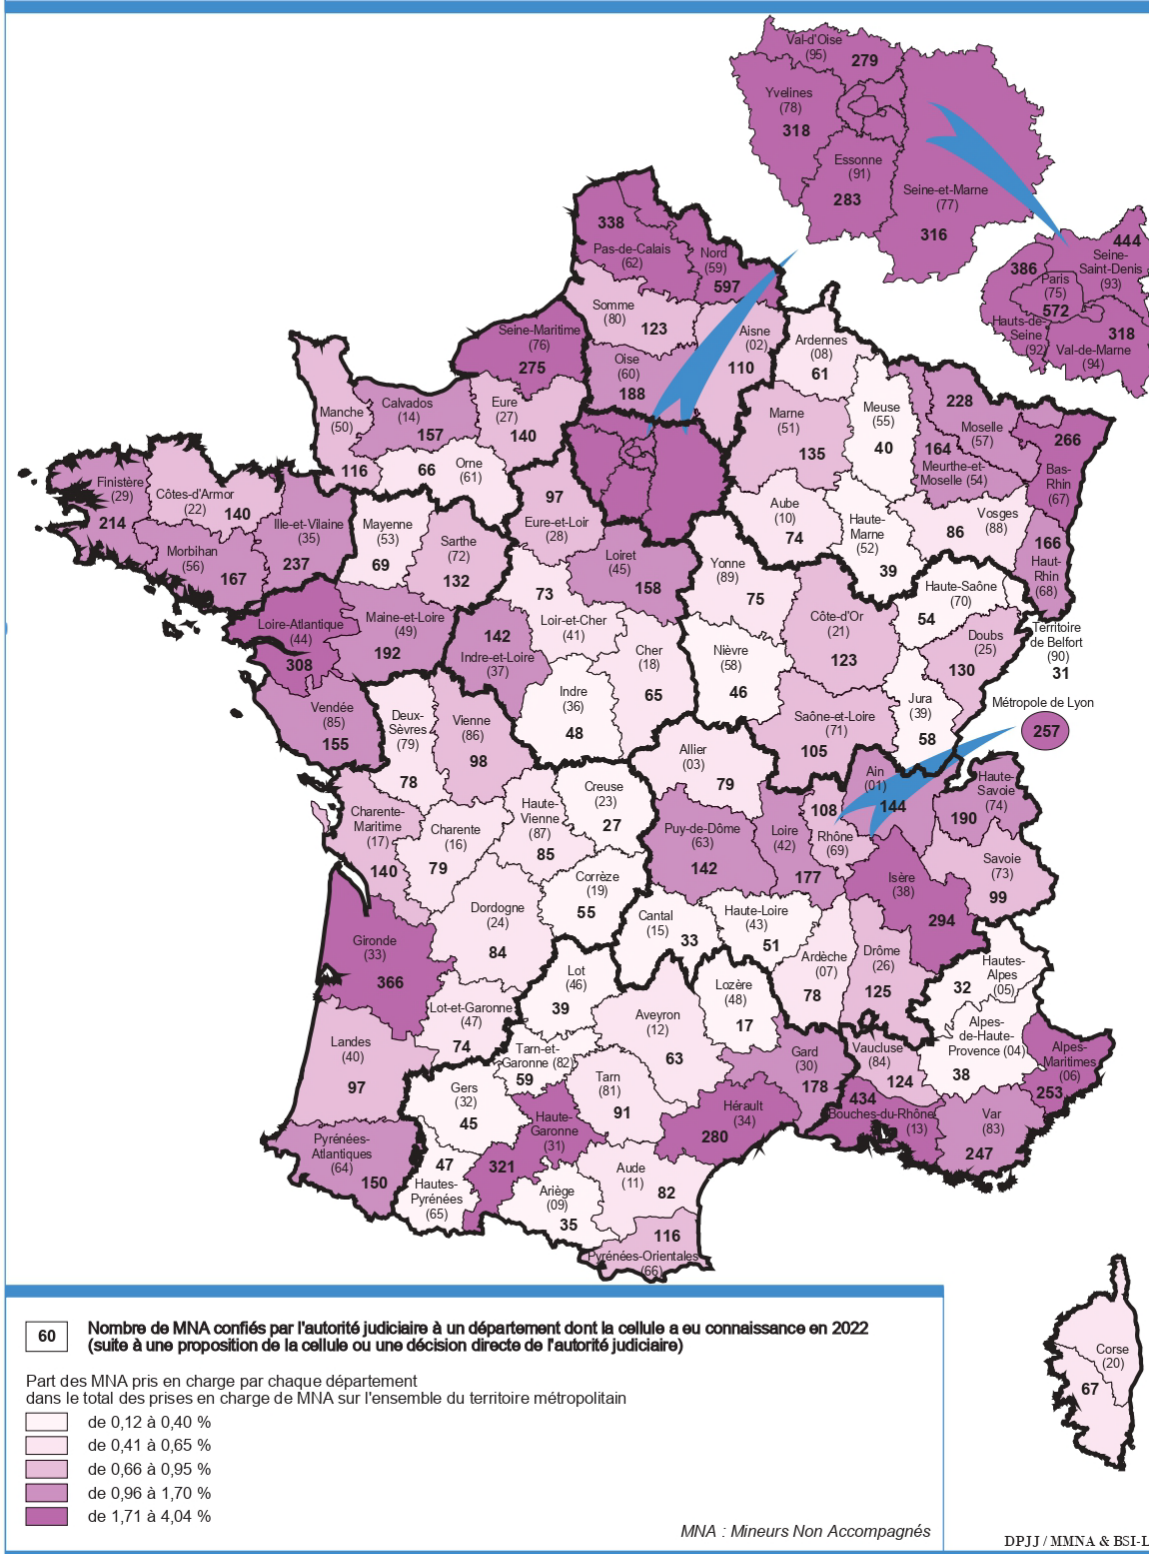 Val-d'Oise
(95)
279
Yvelines
(78)
318
Essonne
(91)
283
Seine-et-Marne
(77)
316
444
Seine-
Saint-Denis
(93)
386
Paris
(75)
572
Hauts-de-
Seine
(92)
318
Val-de-Marne
(94)
338
Pas-de-Calais
(62)
Nord
(59)
597
Somme
(80)
123
Aisne
(02)
110
Seine-Maritime
(76)
275
Oise
(60)
188
Ardennes
(08)
61
Manche
(50)
116
Calvados
(14)
157
Eure
(27)
140
66
Orne
(61)
Marne
(51)
135
Meuse
(55)
40
228
Moselle
(57)
164
Meurthe-et-
Moselle (54)
266
Bas-
Rhin
(67)
Finistère
(29)
214
Côtes-d'Armor
(22)
140
Ille-et-Vilaine
(35)
237
Morbihan
(56)
167
Mayenne
(53)
69
Sarthe
(72)
132
97
Eure-et-Loir
(28)
Loiret
(45)
158
Yonne
(89)
75
Aube
(10)
74
Haute-
Marne
(52)
39
Vosges
(88)
86
166
Haut-
Rhin
(68)
Haute-Saône
(70)
54
Territoire
de Belfort
(90)
31
Loire-Atlantique
(44)
308
Maine-et-Loire
(49)
192
142
Indre-et-Loire
(37)
73
Loir-et-Cher
(41)
Cher
(18)
65
Nièvre
(58)
46
Côte-d'Or
(21)
123
Doubs
(25)
130
Jura
(39)
58
Métropole de Lyon
257
Vendée
(85)
155
Deux-
Sèvres
(79)
78
Vienne
(86)
98
Indre
(36)
48
Saône-et-Loire
(71)
105
Allier
(03)
79
Ain
(01)
144
Haute-
Savoie
(74)
190
Charente-
Maritime
(17)
140
Charente
(16)
79
Haute-
Vienne
(87)
85
Creuse
(23)
27
Puy-de-Dôme
(63)
142
Loire
(42)
177
108
Rhône
(69)
Savoie
(73)
99
Isère
(38)
294
Corrèze
(19)
55
Dordogne
(24)
84
Cantal
(15)
33
Haute-Loire
(43)
51
Ardèche
(07)
78
Drôme
(26)
125
Hautes-
Alpes
(05)
32
Gironde
(33)
366
Lot-et-Garonne
(47)
74
Lot
(46)
39
Aveyron
(12)
63
Lozère
(48)
17
Gard
(30)
178
Vaucluse
(84)
124
Alpes-
de-Haute-
Provence (04)
38
Alpes-
Maritimes
(06)
253
Landes
(40)
97
Gers
(32)
45
Tarn-et-
Garonne (82)
59
Tarn
(81)
91
Hérault
(34)
280
434
Bouches-du-Rhône
(13)
Var
(83)
247
Pyrénées-
Atlantiques
(64)
150
47
Hautes-
Pyrénées
(65)
Haute-
Garonne
(31)
321
Ariège
(09)
35
Aude
(11)
82
116
Pyrénées-Orientales
(66)
Corse
(20)
67
60
Nombre de MNA confiés par l'autorité judiciaire à un département dont la cellule a eu connaissance en 2022
(suite à une proposition de la cellule ou une décision directe de l'autorité judiciaire)
Part des MNA pris en charge par chaque département
dans le total des prises en charge de MNA sur l'ensemble du territoire métropolitain
de 0,12 à 0,40 %
de 0,41 à 0,65 %
de 0,66 à 0,95 %
de 0,96 à 1,70 %
de 1,71 à 4,04 %
MNA : Mineurs Non Accompagnés
DPJJ / MMNA & BSI-L